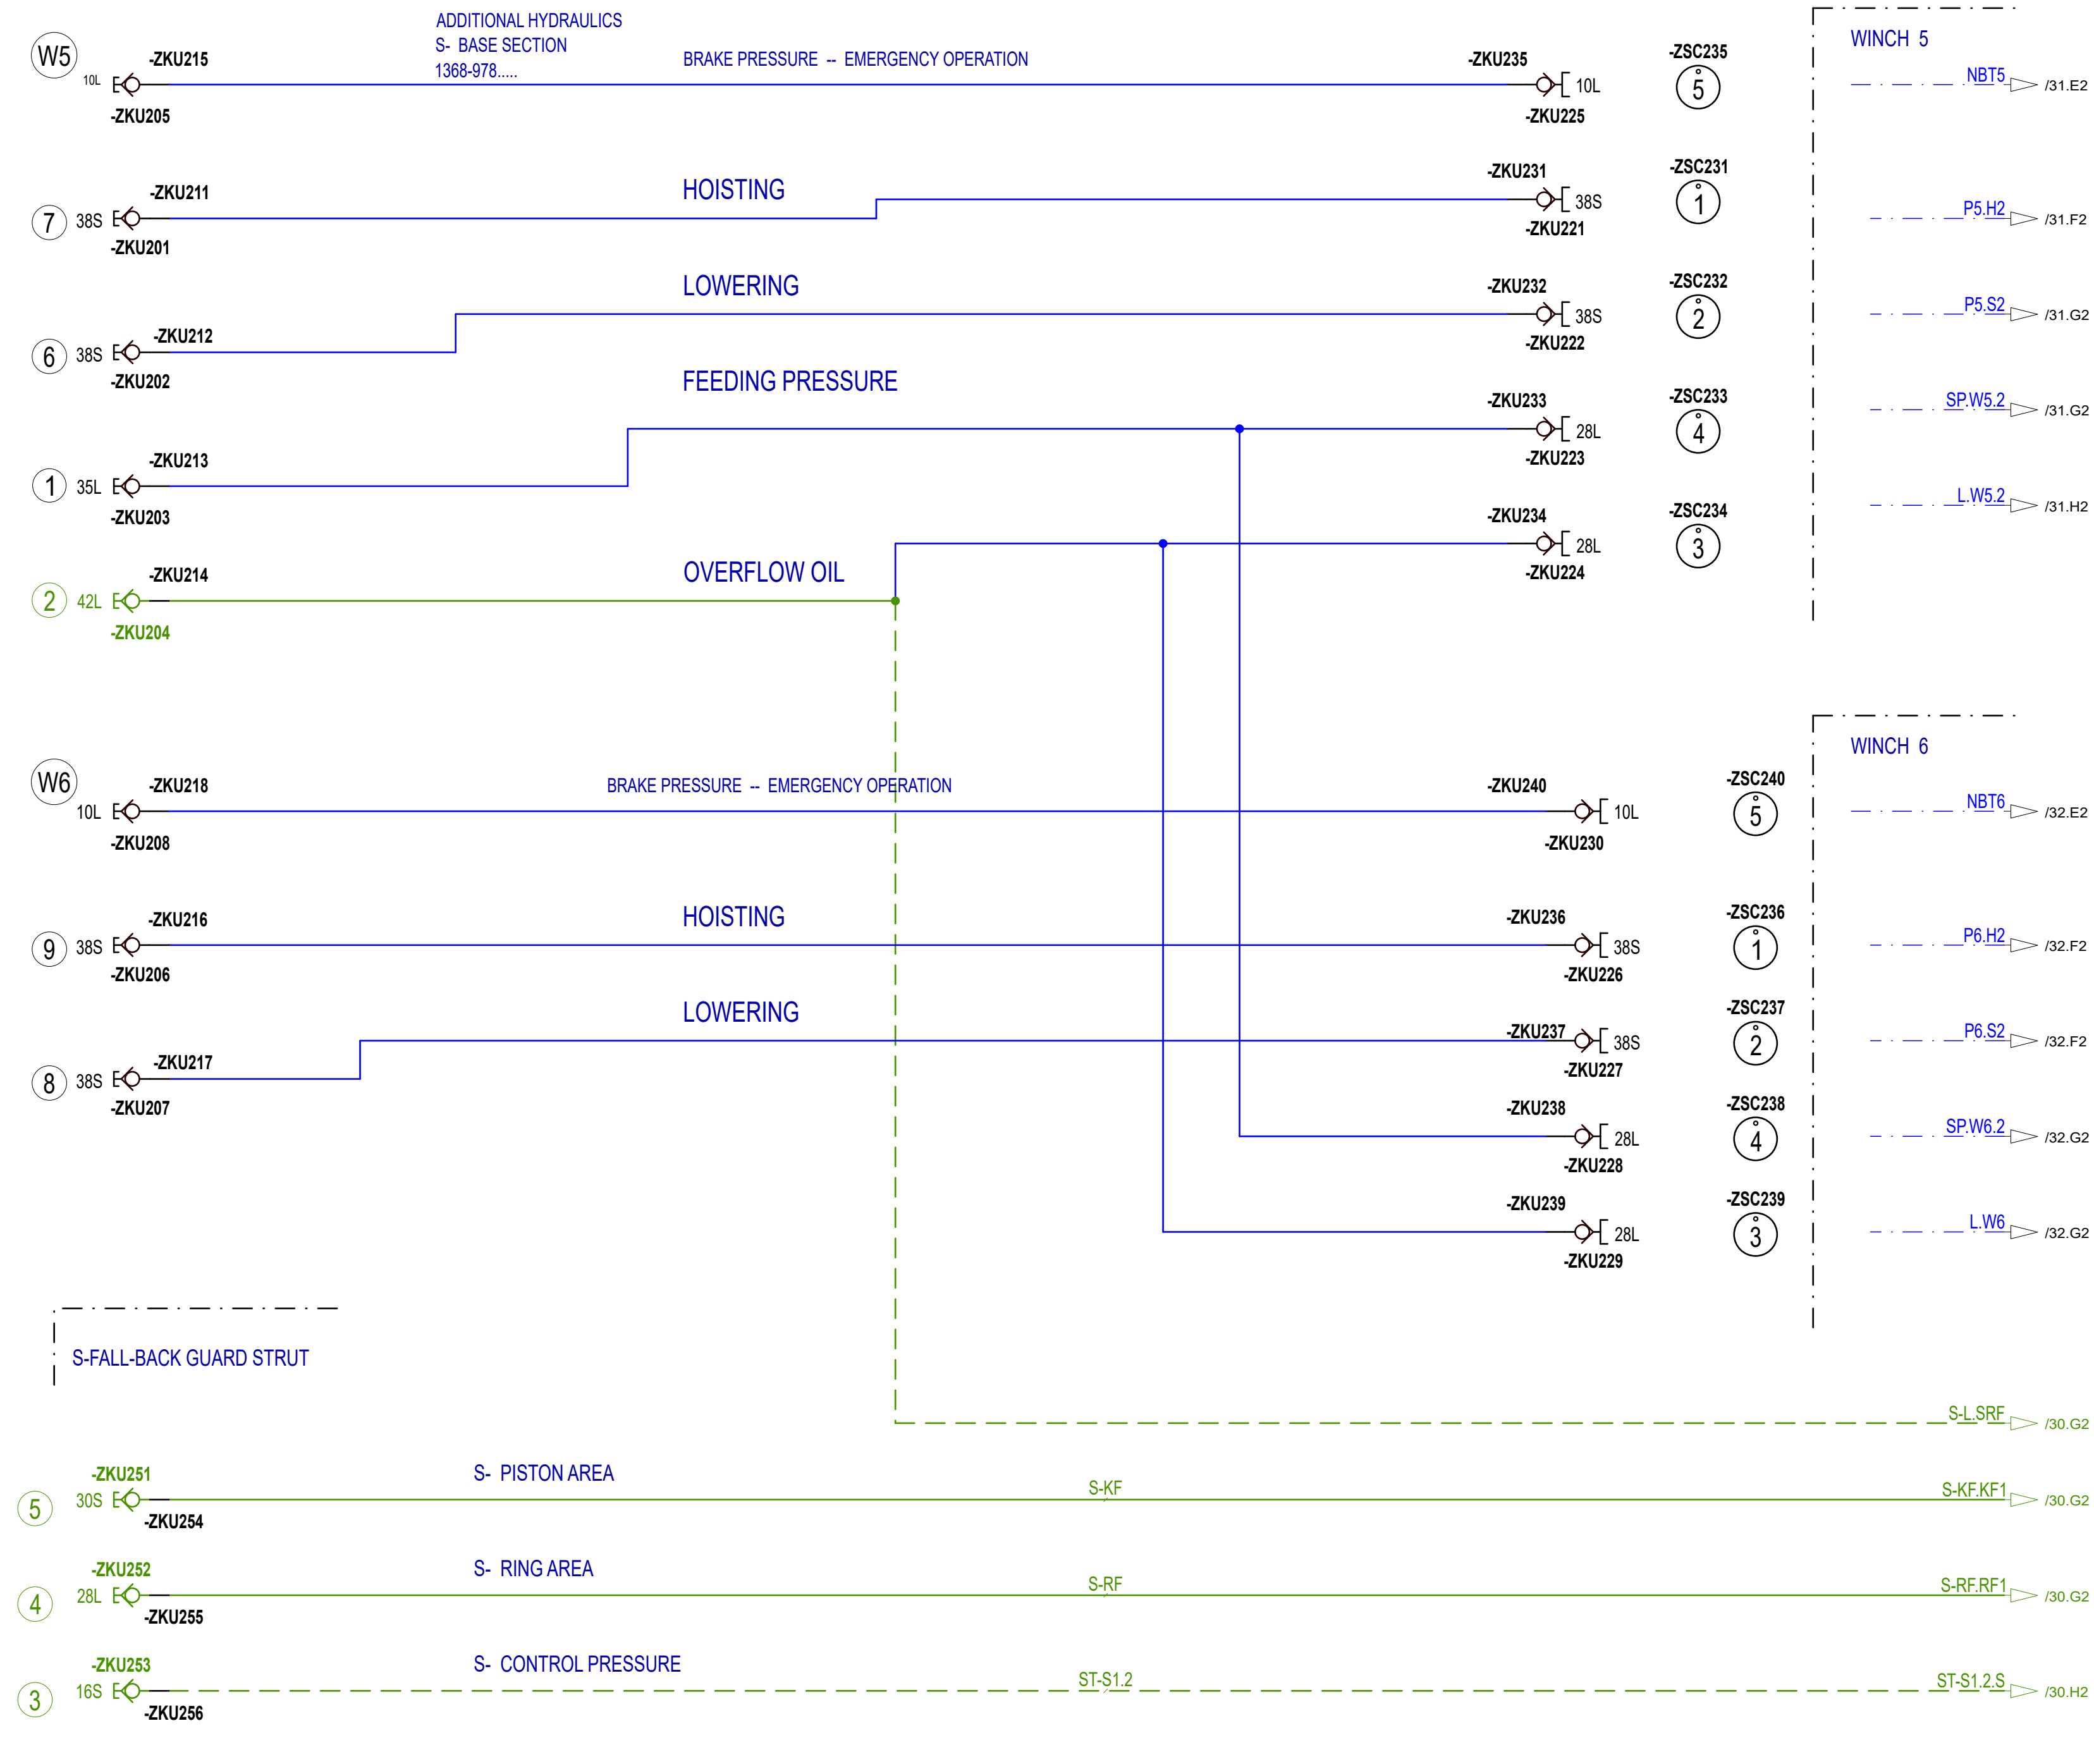 ADDITIONAL HYDRAULICS
S- BASE SECTION
1368-978.....
W5
-ZKU215
10L
-ZKU205
BRAKE PRESSURE -- EMERGENCY OPERATION
-ZKU235
10L
-ZKU225
-ZSC235
5
WINCH 5
NBT5
/31.E2
-ZKU211
7
38S
-ZKU201
HOISTING
-ZKU231
38S
-ZKU221
-ZSC231
1
P5.H2
/31.F2
-ZKU212
6
38S
-ZKU202
LOWERING
-ZKU232
38S
-ZKU222
-ZSC232
2
P5.S2
/31.G2
-ZKU213
1
35L
-ZKU203
FEEDING PRESSURE
-ZKU233
28L
-ZKU223
-ZSC233
4
SP.W5.2
/31.G2
-ZKU214
2
42L
-ZKU204
OVERFLOW OIL
-ZKU234
28L
-ZKU224
-ZSC234
3
L.W5.2
/31.H2
W6
-ZKU218
10L
-ZKU208
BRAKE PRESSURE -- EMERGENCY OPERATION
-ZKU240
10L
-ZKU230
-ZSC240
5
WINCH 6
NBT6
/32.E2
-ZKU216
9
38S
-ZKU206
HOISTING
-ZKU236
38S
-ZKU226
-ZSC236
1
P6.H2
/32.F2
-ZKU217
8
38S
-ZKU207
LOWERING
-ZKU237
38S
-ZKU227
-ZSC237
2
P6.S2
/32.F2
-ZKU238
28L
-ZKU228
-ZSC238
4
SP.W6.2
/32.G2
-ZKU239
28L
-ZKU229
-ZSC239
3
L.W6
/32.G2
S-FALL-BACK GUARD STRUT
S-L.SRF
/30.G2
-ZKU251
5
30S
-ZKU254
S- PISTON AREA
S-KF
S-KF.KF1
/30.G2
-ZKU252
4
28L
-ZKU255
S- RING AREA
S-RF
S-RF.RF1
/30.G2
-ZKU253
3
16S
-ZKU256
S- CONTROL PRESSURE
ST-S1.2
ST-S1.2.S
/30.H2